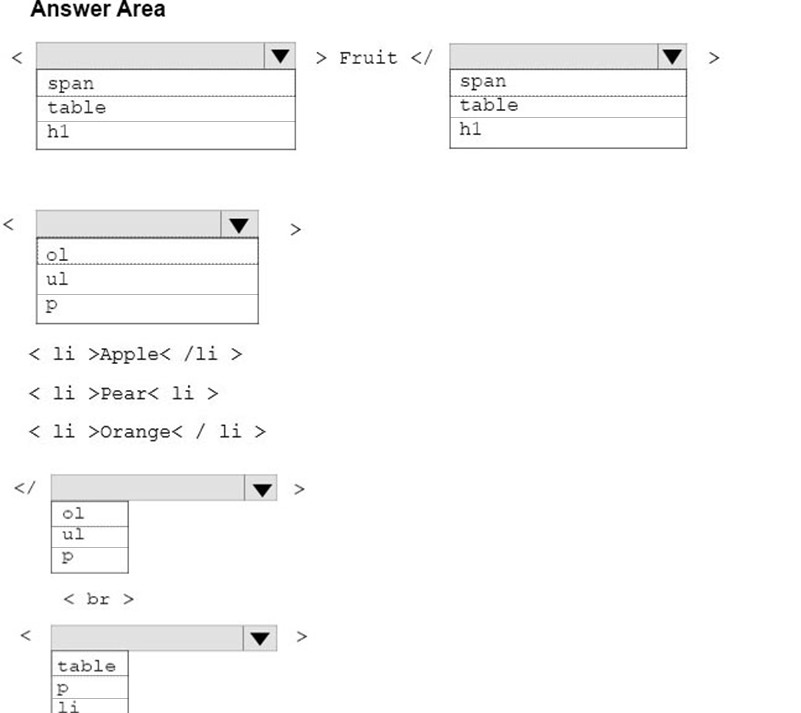 Answer Area
< > Fruit </ >
span span
table table
h1 h1
< >
ol
ul
p
< li >Apple< /li >
< li >Pear< li >
< li >Orange< / li >
</ >
ol
ul
p
< br >
< >
table
p
li